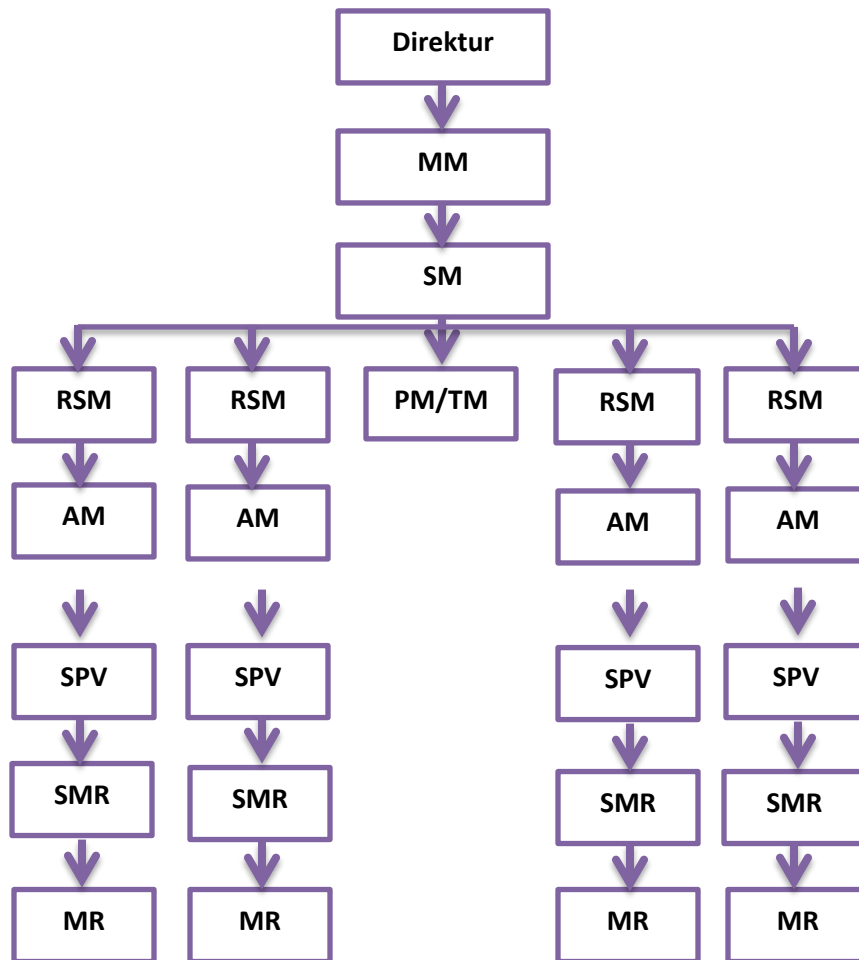 Direktur
MM
SM
RSM RSM PM/TM RSM RSM
AM AM AM AM
SPV SPV SPV SPV
SMR SMR SMR SMR
MR MR MR MR